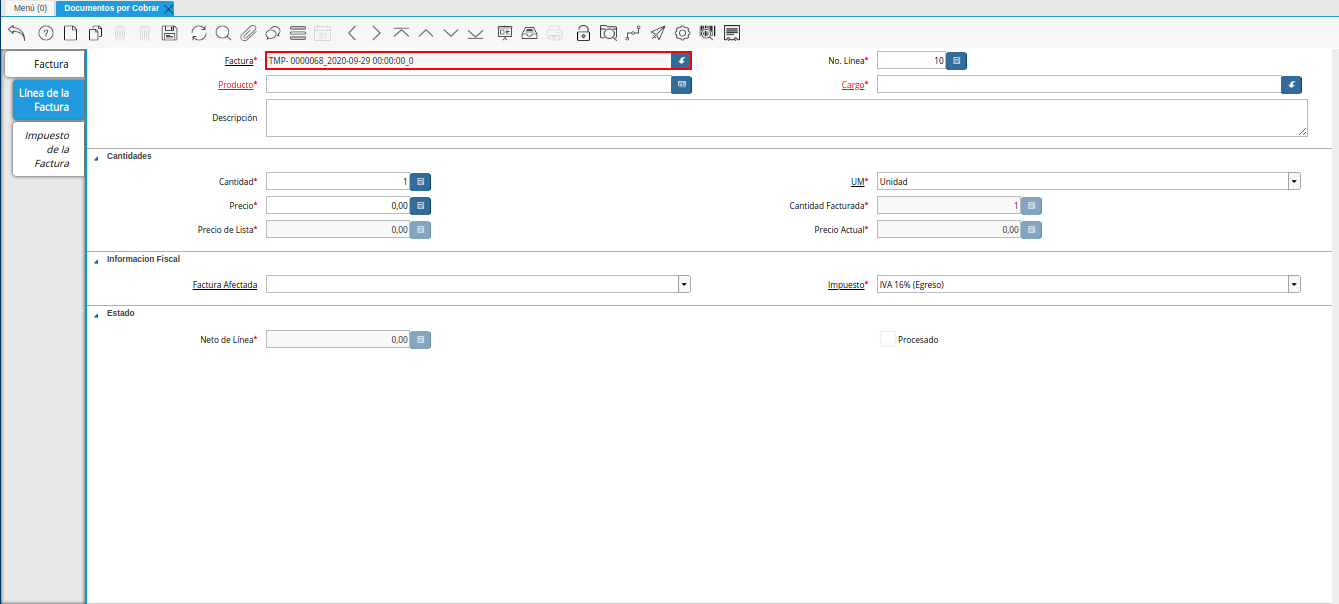 Menú (0)
Documentos por Cobrar
Factura
Línea de la
Factura
Impuesto
de la
Factura
Factura* TMP- 0000068_2020-09-29 00:00:00_0 No. Línea* 10
Producto* Cargo*
Descripción
Cantidades
Cantidad* 1 UM* Unidad
Precio* 0,00 Cantidad Facturada* 1
Precio de Lista* 0,00 Precio Actual* 0,00
Informacion Fiscal
Factura Afectada Impuesto* IVA 16% (Egreso)
Estado
Neto de Línea* 0,00 Procesado